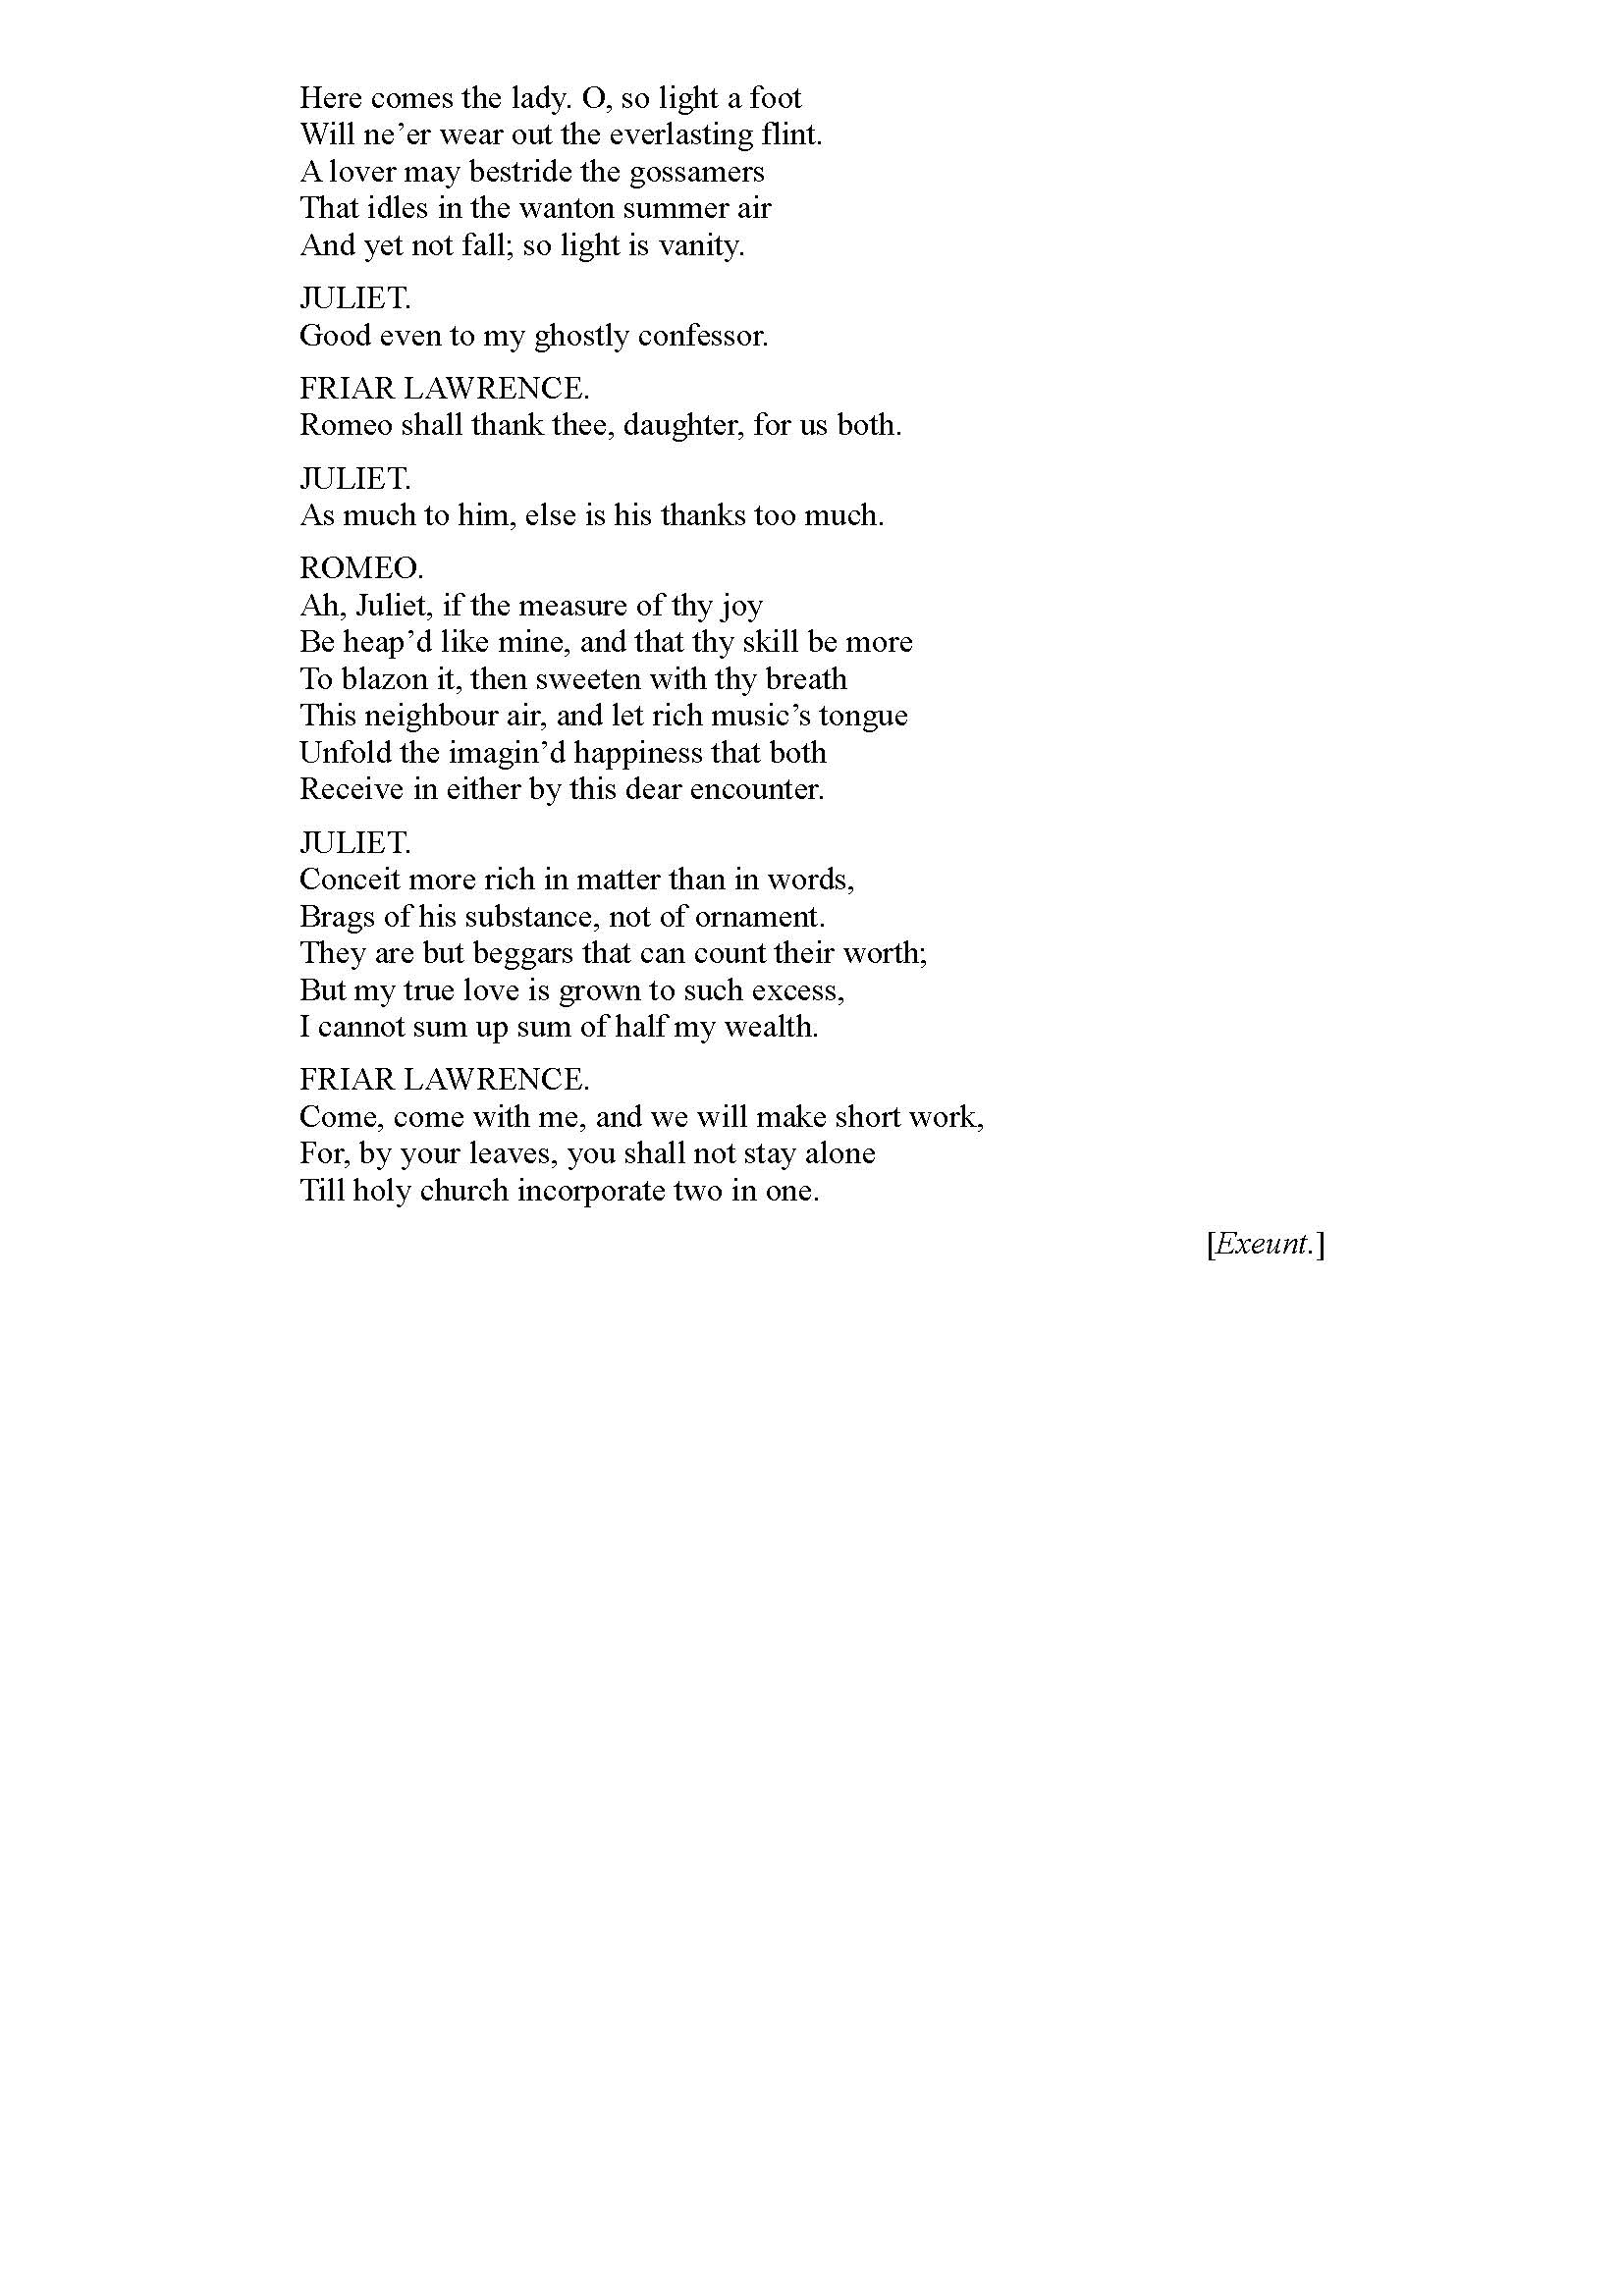 Here comes the lady. O, so light a foot
Will ne’er wear out the everlasting flint.
A lover may bestride the gossamers
That idles in the wanton summer air
And yet not fall; so light is vanity.
JULIET.
Good even to my ghostly confessor.
FRIAR LAWRENCE.
Romeo shall thank thee, daughter, for us both.
JULIET.
As much to him, else is his thanks too much.
ROMEO.
Ah, Juliet, if the measure of thy joy
Be heap’d like mine, and that thy skill be more
To blazon it, then sweeten with thy breath
This neighbour air, and let rich music’s tongue
Unfold the imagin’d happiness that both
Receive in either by this dear encounter.
JULIET.
Conceit more rich in matter than in words,
Brags of his substance, not of ornament.
They are but beggars that can count their worth;
But my true love is grown to such excess,
I cannot sum up sum of half my wealth.
FRIAR LAWRENCE.
Come, come with me, and we will make short work,
For, by your leaves, you shall not stay alone
Till holy church incorporate two in one.
[Exeunt.]